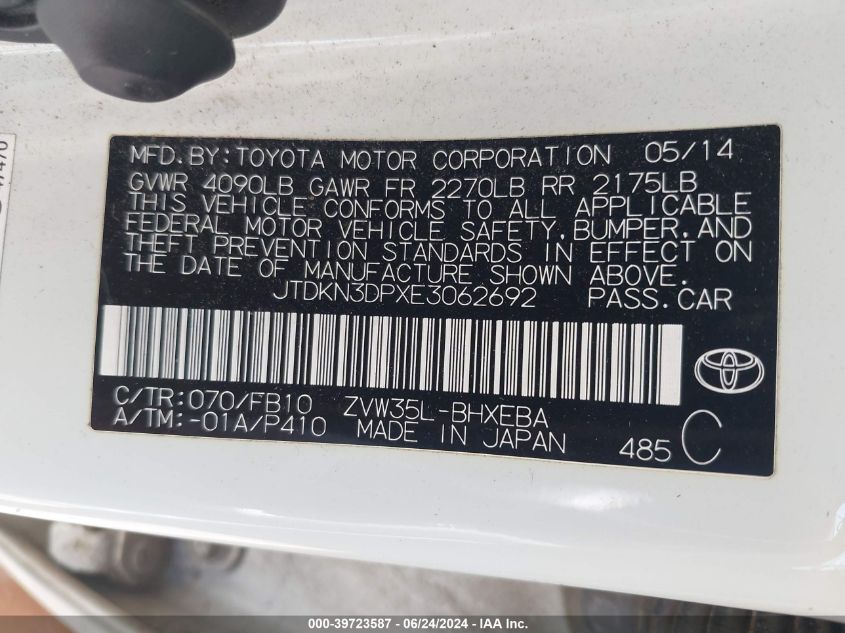 MFD.BY:TOYOTA MOTOR CORPORATION 05/14
GVWR 4090LB GAWR FR 2270LB RR 2175LB
THIS VEHICLE CONFORMS TO ALL APPLICABLE
FEDERAL MOTOR VEHICLE SAFETY,BUMPER,AND
THEFT PREVENTION STANDARDS IN EFFECT ON
THE DATE OF MANUFACTURE SHOWN ABOVE.
JTDKN3DPXE3062692 PASS.CAR
C/TR:070/FB10 ZVW35L-BHXEBA
A/TM:-01A/P410 MADE IN JAPAN 485 C
000-39723587 - 06/24/2024 - IAA, Inc.